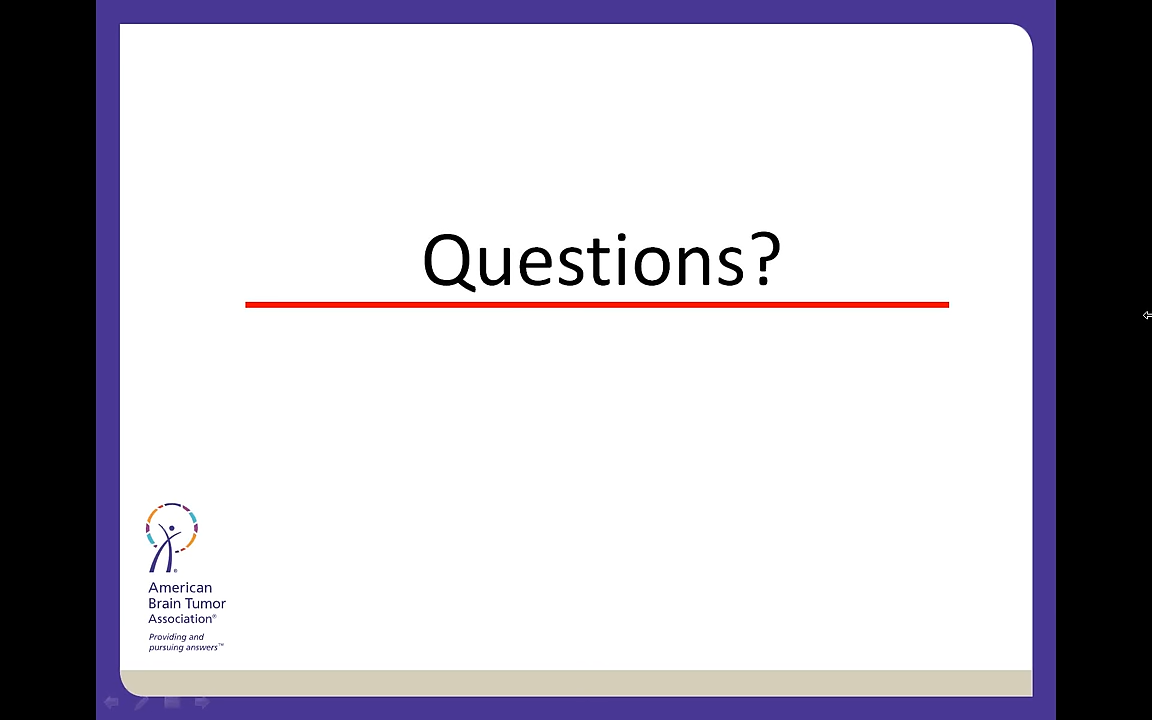 Questions?
American
Brain Tumor
Association®
Providing and
pursuing answers™